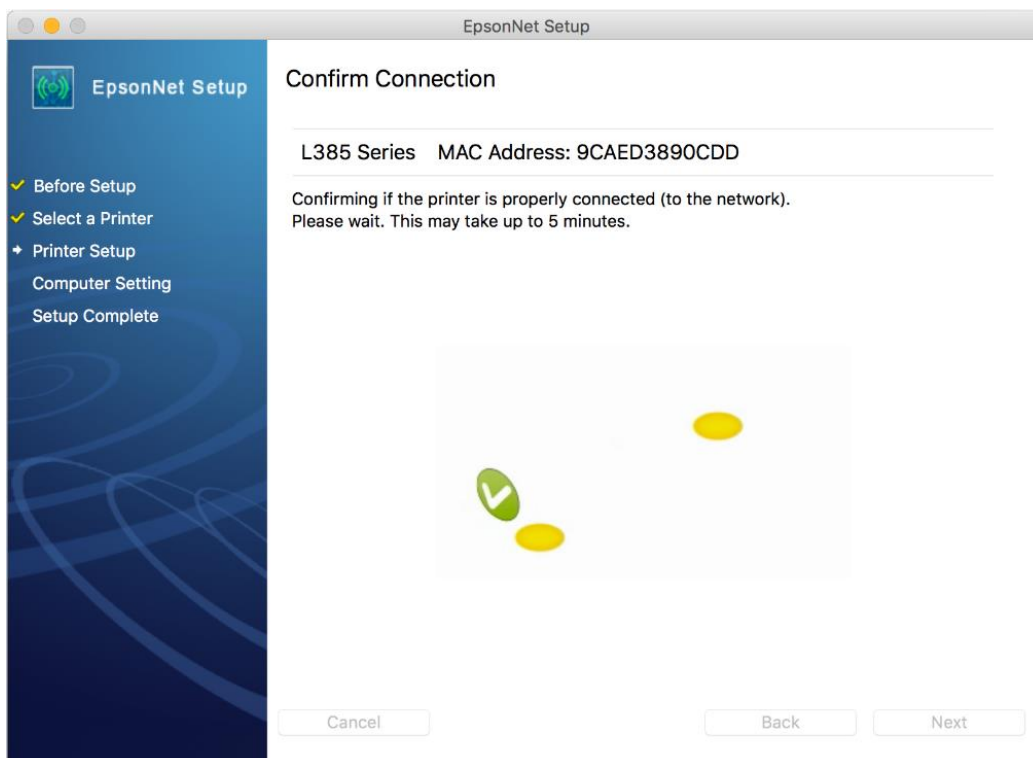 EpsonNet Setup
EpsonNet Setup
Before Setup
Select a Printer
Printer Setup
Computer Setting
Setup Complete
Confirm Connection
L385 Series MAC Address: 9CAED3890CDD
Confirming if the printer is properly connected (to the network).
Please wait. This may take up to 5 minutes.
Cancel Back Next